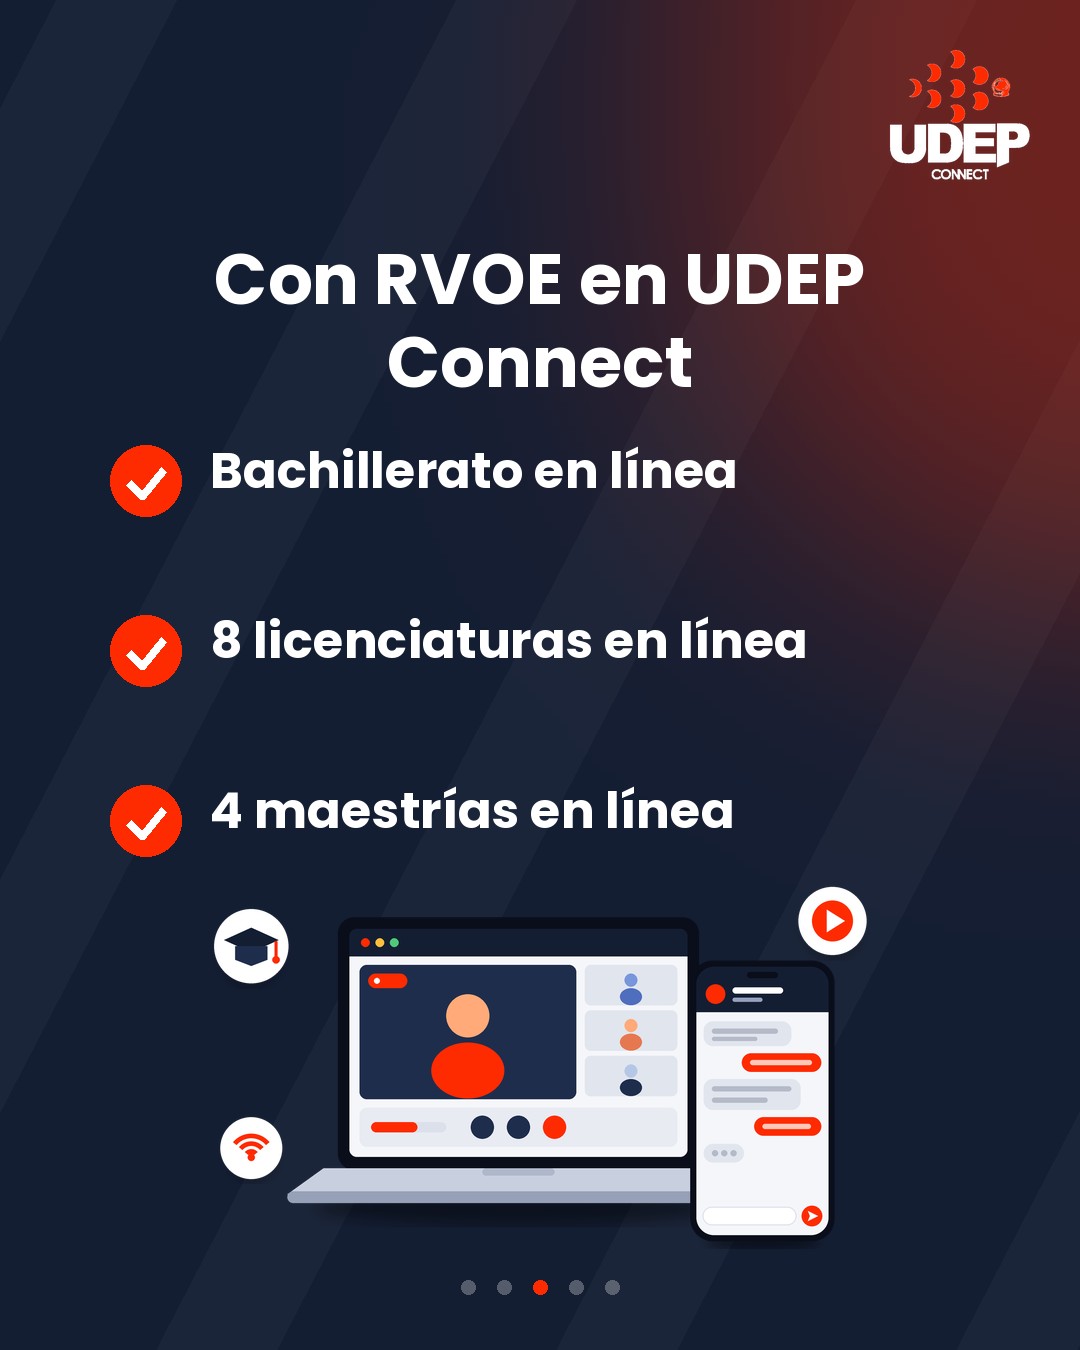 UDEP
CONNECT
Con RVOE en UDEP
Connect
Bachillerato en línea
8 licenciaturas en línea
4 maestrías en línea